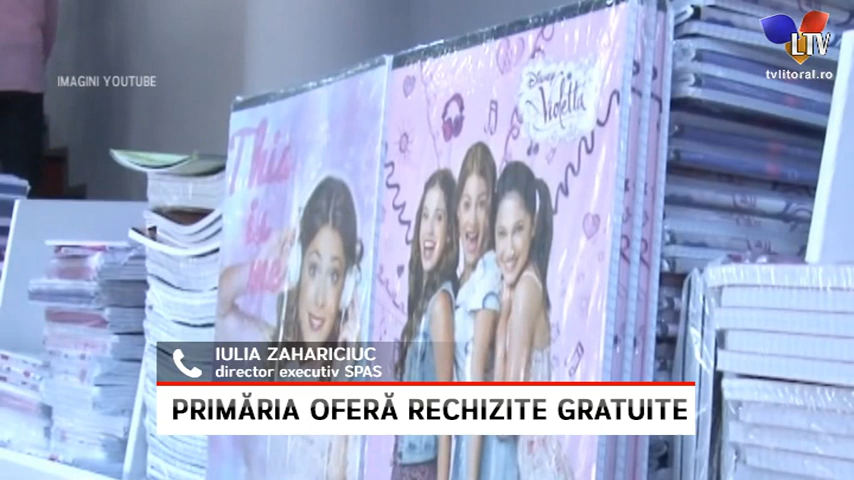 LTV
tvlitoral.ro
IMAGINI YOUTUBE
Disney
Violetta
This
is
me
IULIA ZAHARICIUC
director executiv SPAS
PRIMĂRIA OFERĂ RECHIZITE GRATUITE